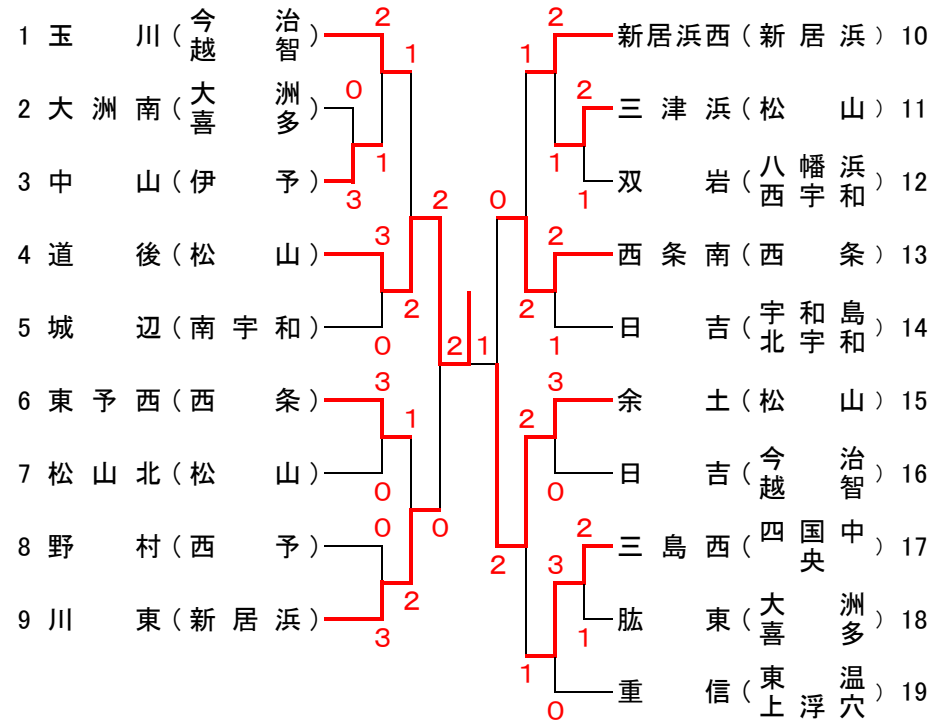 1 玉川(今治越智)
2 大洲南(大洲喜多)
3 中山(伊予)
4 道後(松山)
5 城辺(南宇和)
6 東予西(西条)
7 松山北(松山)
8 野村(西予)
9 川東(新居浜)
2
1
0
1
3
2
3
2
0
2
3
1
0
0
0
2
3
1
新居浜西(新居浜) 10
三津浜(松山) 11
双岩(八幡浜西宇和) 12
西条南(西条) 13
日吉(宇和島北宇和) 14
余土(松山) 15
日吉(今治越智) 16
三島西(四国中央) 17
肱東(大洲喜多) 18
重信(東温上浮穴) 19
2
1
2
1
1
0
2
2
1
3
2
0
2
2
3
1
1
0